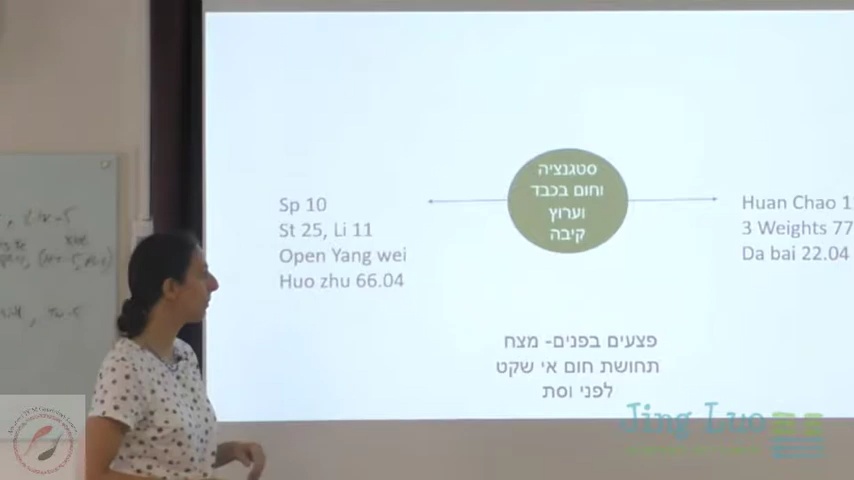 סטגנציה
וחום בכבד
וערוץ
קיבה
Sp 10
St 25, Li 11
Open Yang wei
Huo zhu 66.04
Huan Chao 1
3 Weights 77
Da bai 22.04
פצעים בפנים- מצח
תחושת חום אי שקט
לפני וסת
Jing Luo